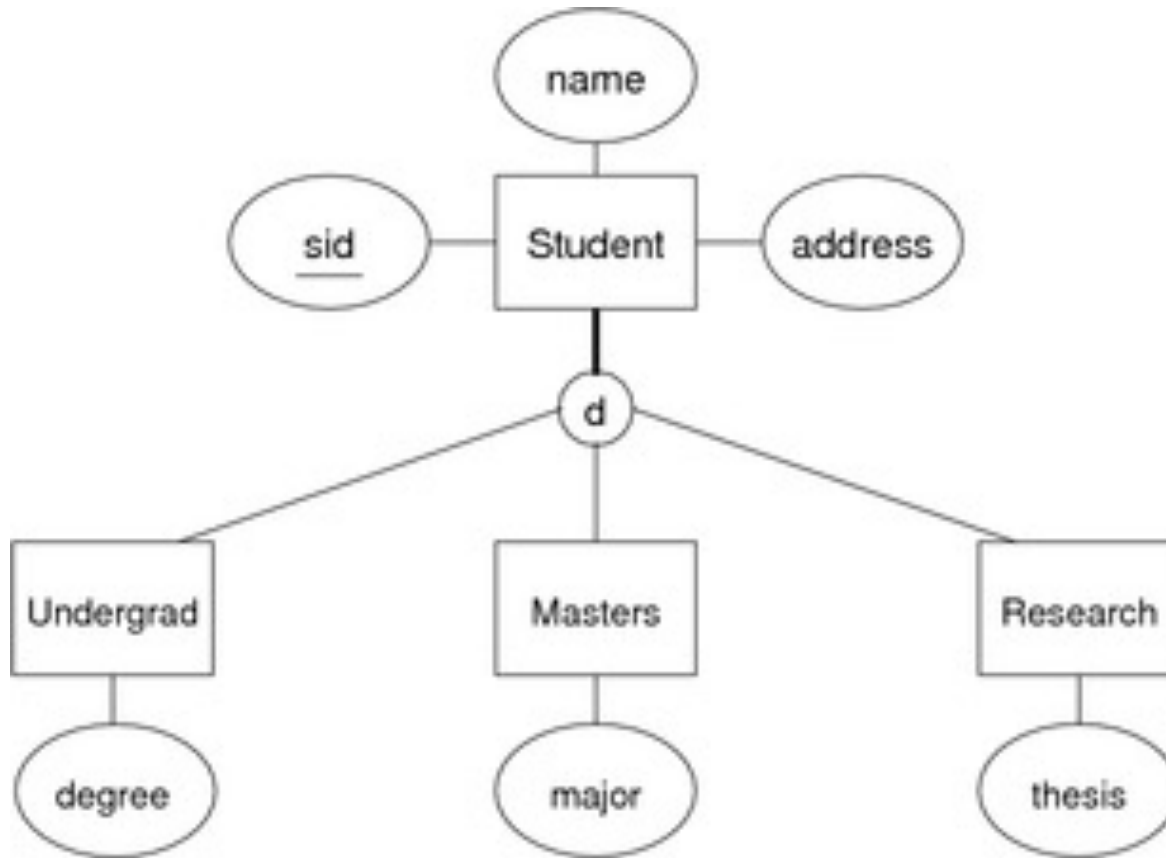 name
sid
Student
address
d
Undergrad
Masters
Research
degree
major
thesis